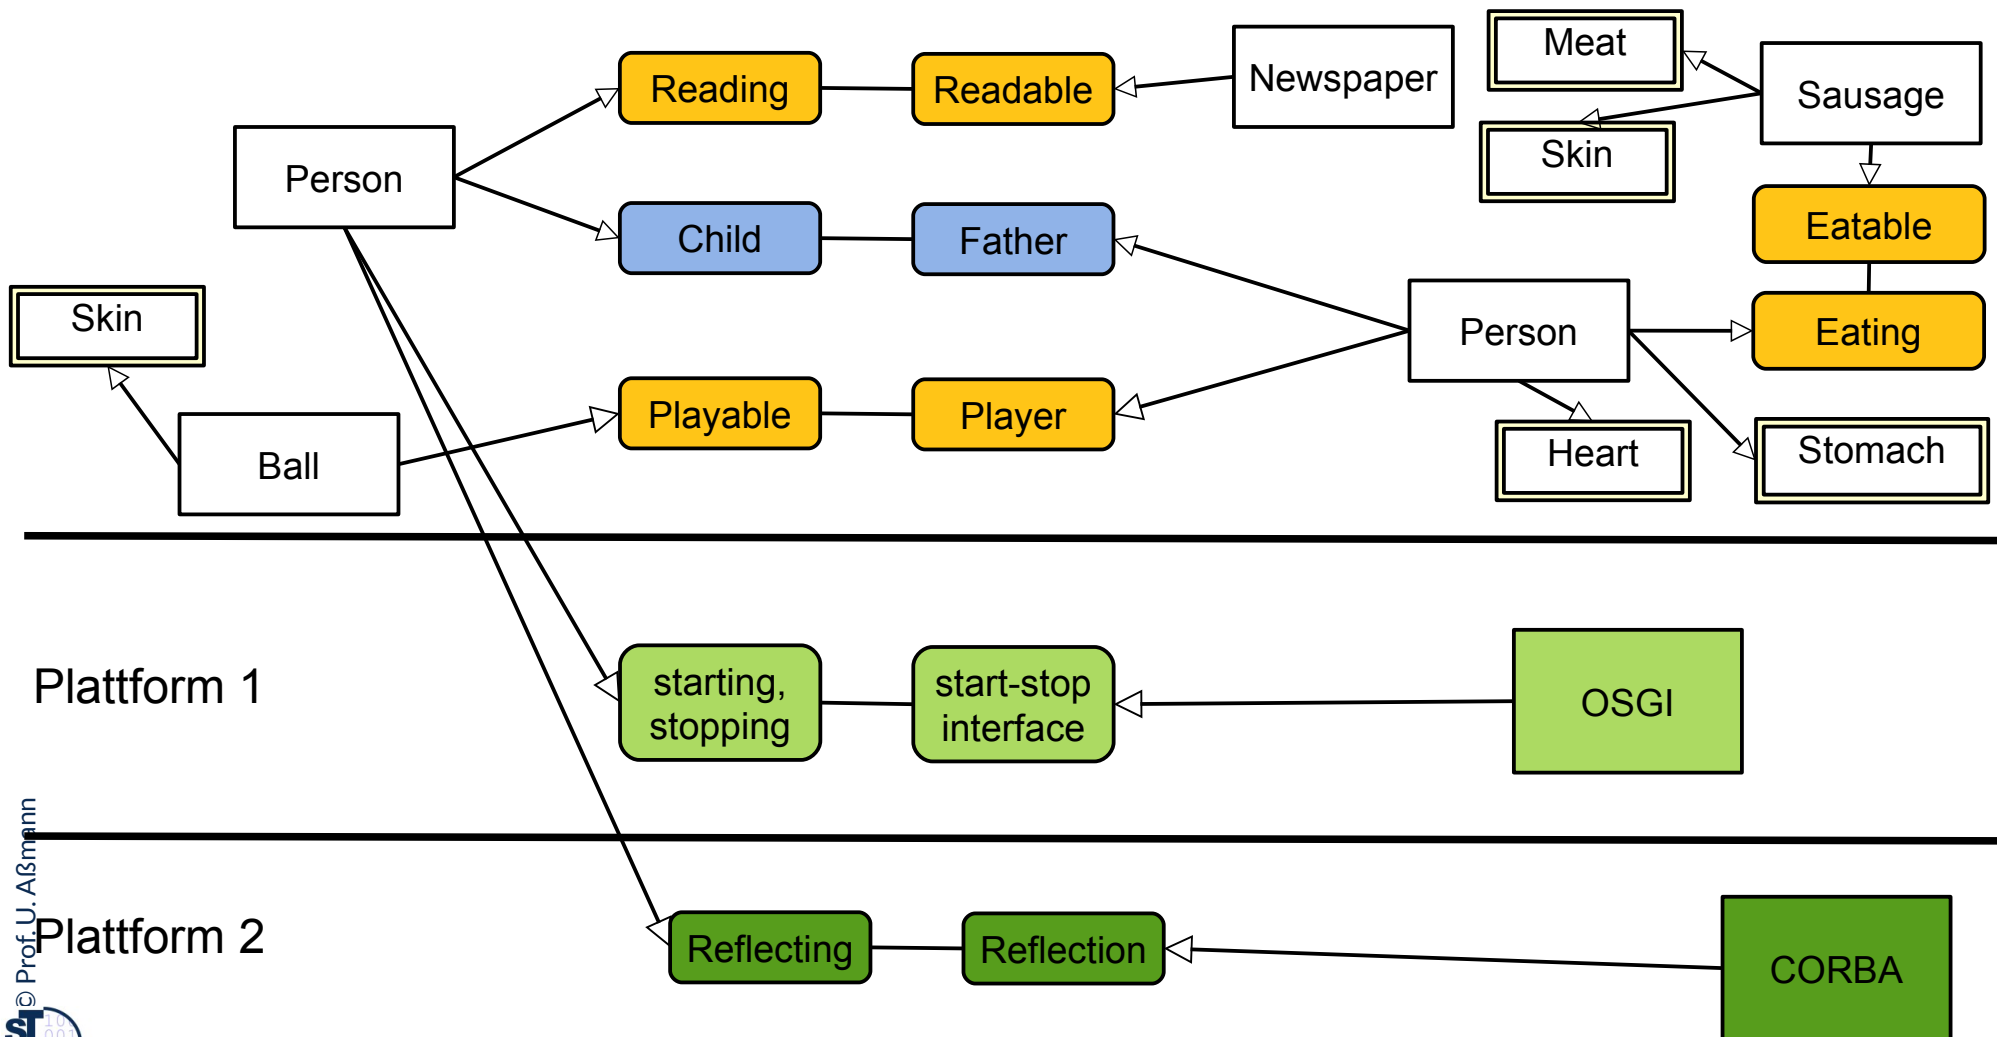 Meat
Reading
Readable
Newspaper
Sausage
Skin
Person
Child
Father
Eatable
Skin
Person
Eating
Playable
Player
Ball
Heart
Stomach
Plattform 1
starting,
stopping
start-stop
interface
OSGI
© Prof. U. Aßmann
Plattform 2
Reflecting
Reflection
CORBA
ST